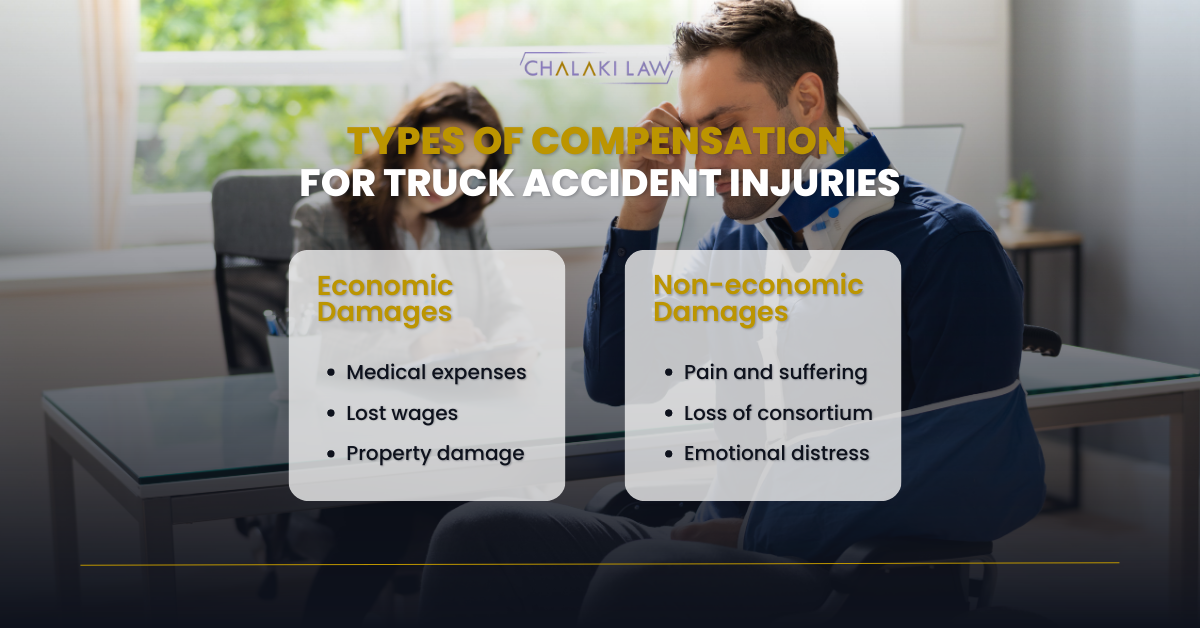 CHALAKI LAW
TYPES OF COMPENSATION
FOR TRUCK ACCIDENT INJURIES
Economic
Damages
• Medical expenses
• Lost wages
• Property damage
Non-economic
Damages
• Pain and suffering
• Loss of consortium
• Emotional distress